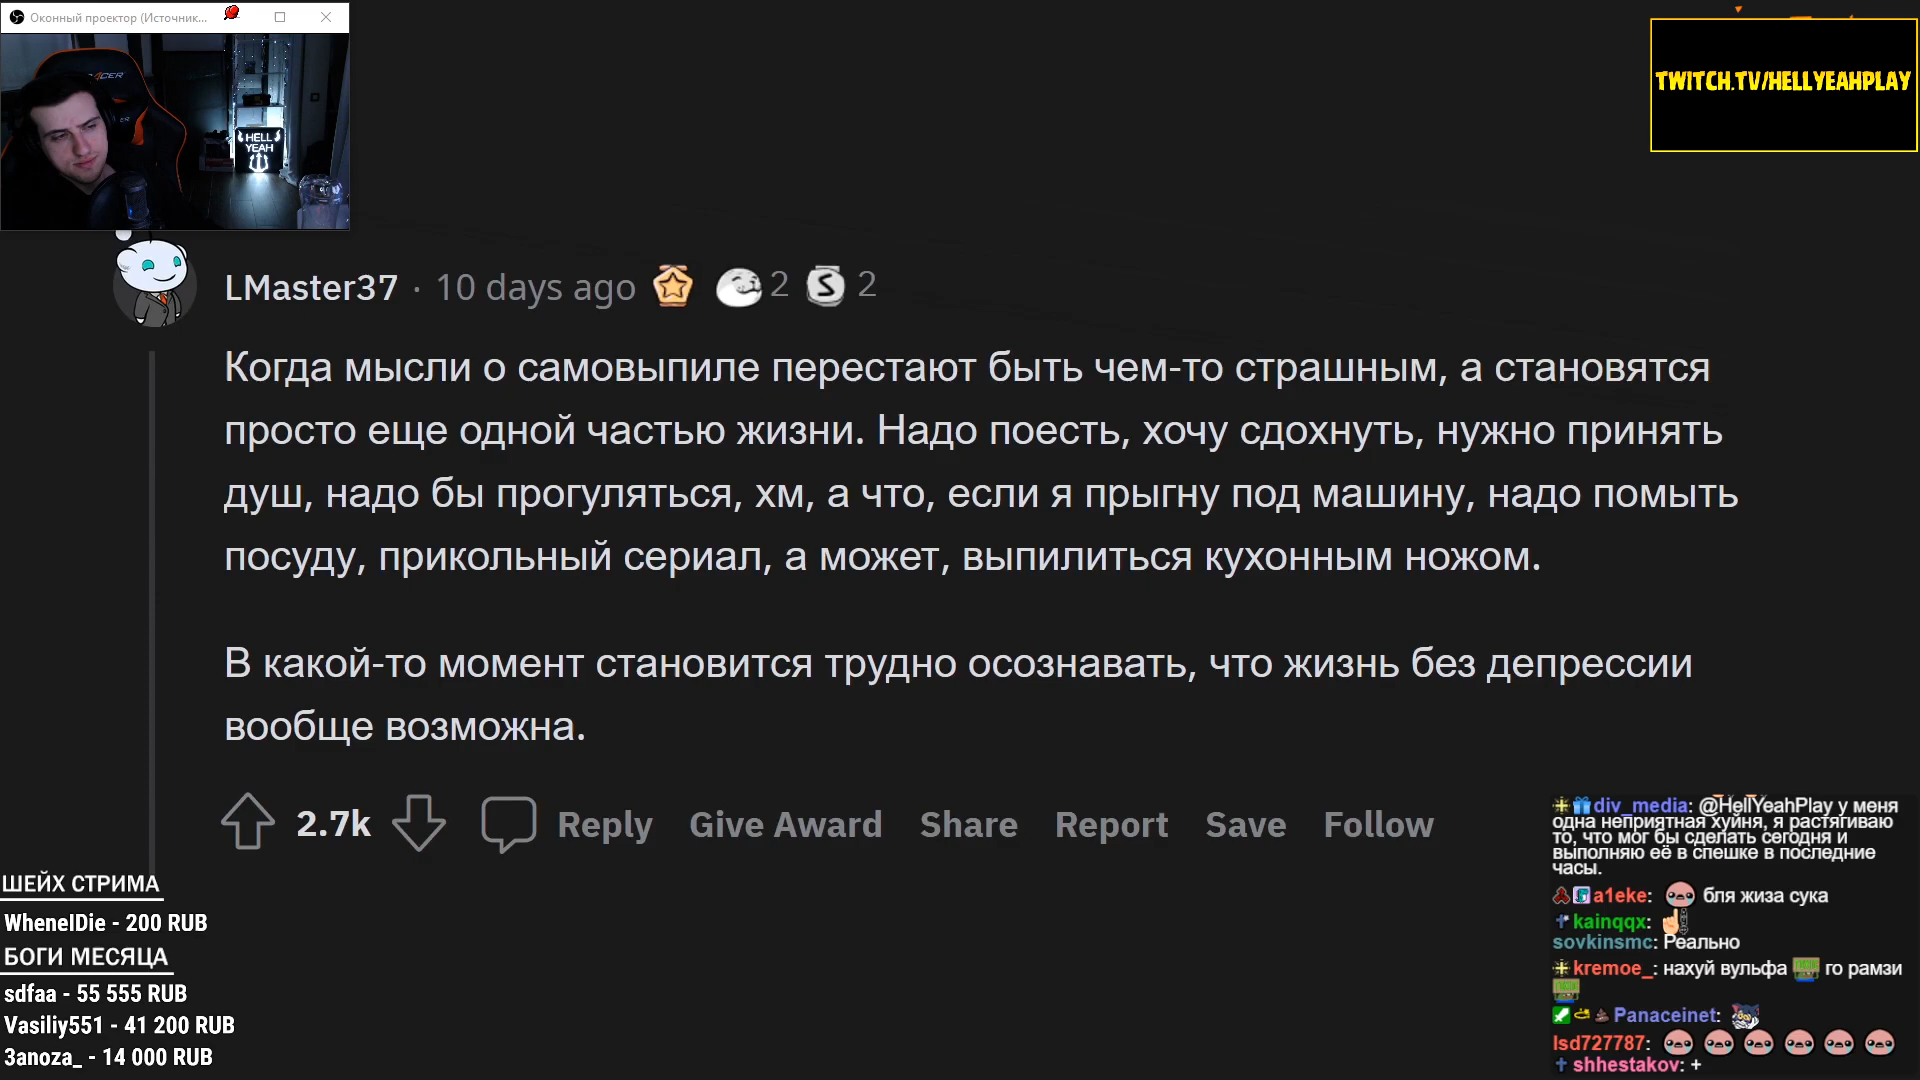 Оконный проектор (Источник...
RACER
HELL
YEAH
TWITCH.TV/HELLYEAHPLAY
LMaster37 · 10 days ago 2 2
Когда мысли о самовыпиле перестают быть чем-то страшным, а становятся
просто еще одной частью жизни. Надо поесть, хочу сдохнуть, нужно принять
душ, надо бы прогуляться, хм, а что, если я прыгну под машину, надо помыть
посуду, прикольный сериал, а может, выпилиться кухонным ножом.
В какой-то момент становится трудно осознавать, что жизнь без депрессии
вообще возможна.
2.7k Reply Give Award Share Report Save Follow
ШЕЙХ СТРИМА
WhenelDie - 200 RUB
БОГИ МЕСЯЦА
sdfaa - 55 555 RUB
Vasiliy551 - 41 200 RUB
3anoza_ - 14 000 RUB
div_media: @HellYeahPlay у меня
одна неприятная хуйня, я растягиваю
то, что мог бы сделать сегодня и
выполняю её в спешке в последние
часы.
a1eke: бля жиза сука
kainqqx:
sovkinsmc: Реально
kremoe_: нахуй вульфа го рамзи
Panaceinet:
lsd727787:
shhestakov: +